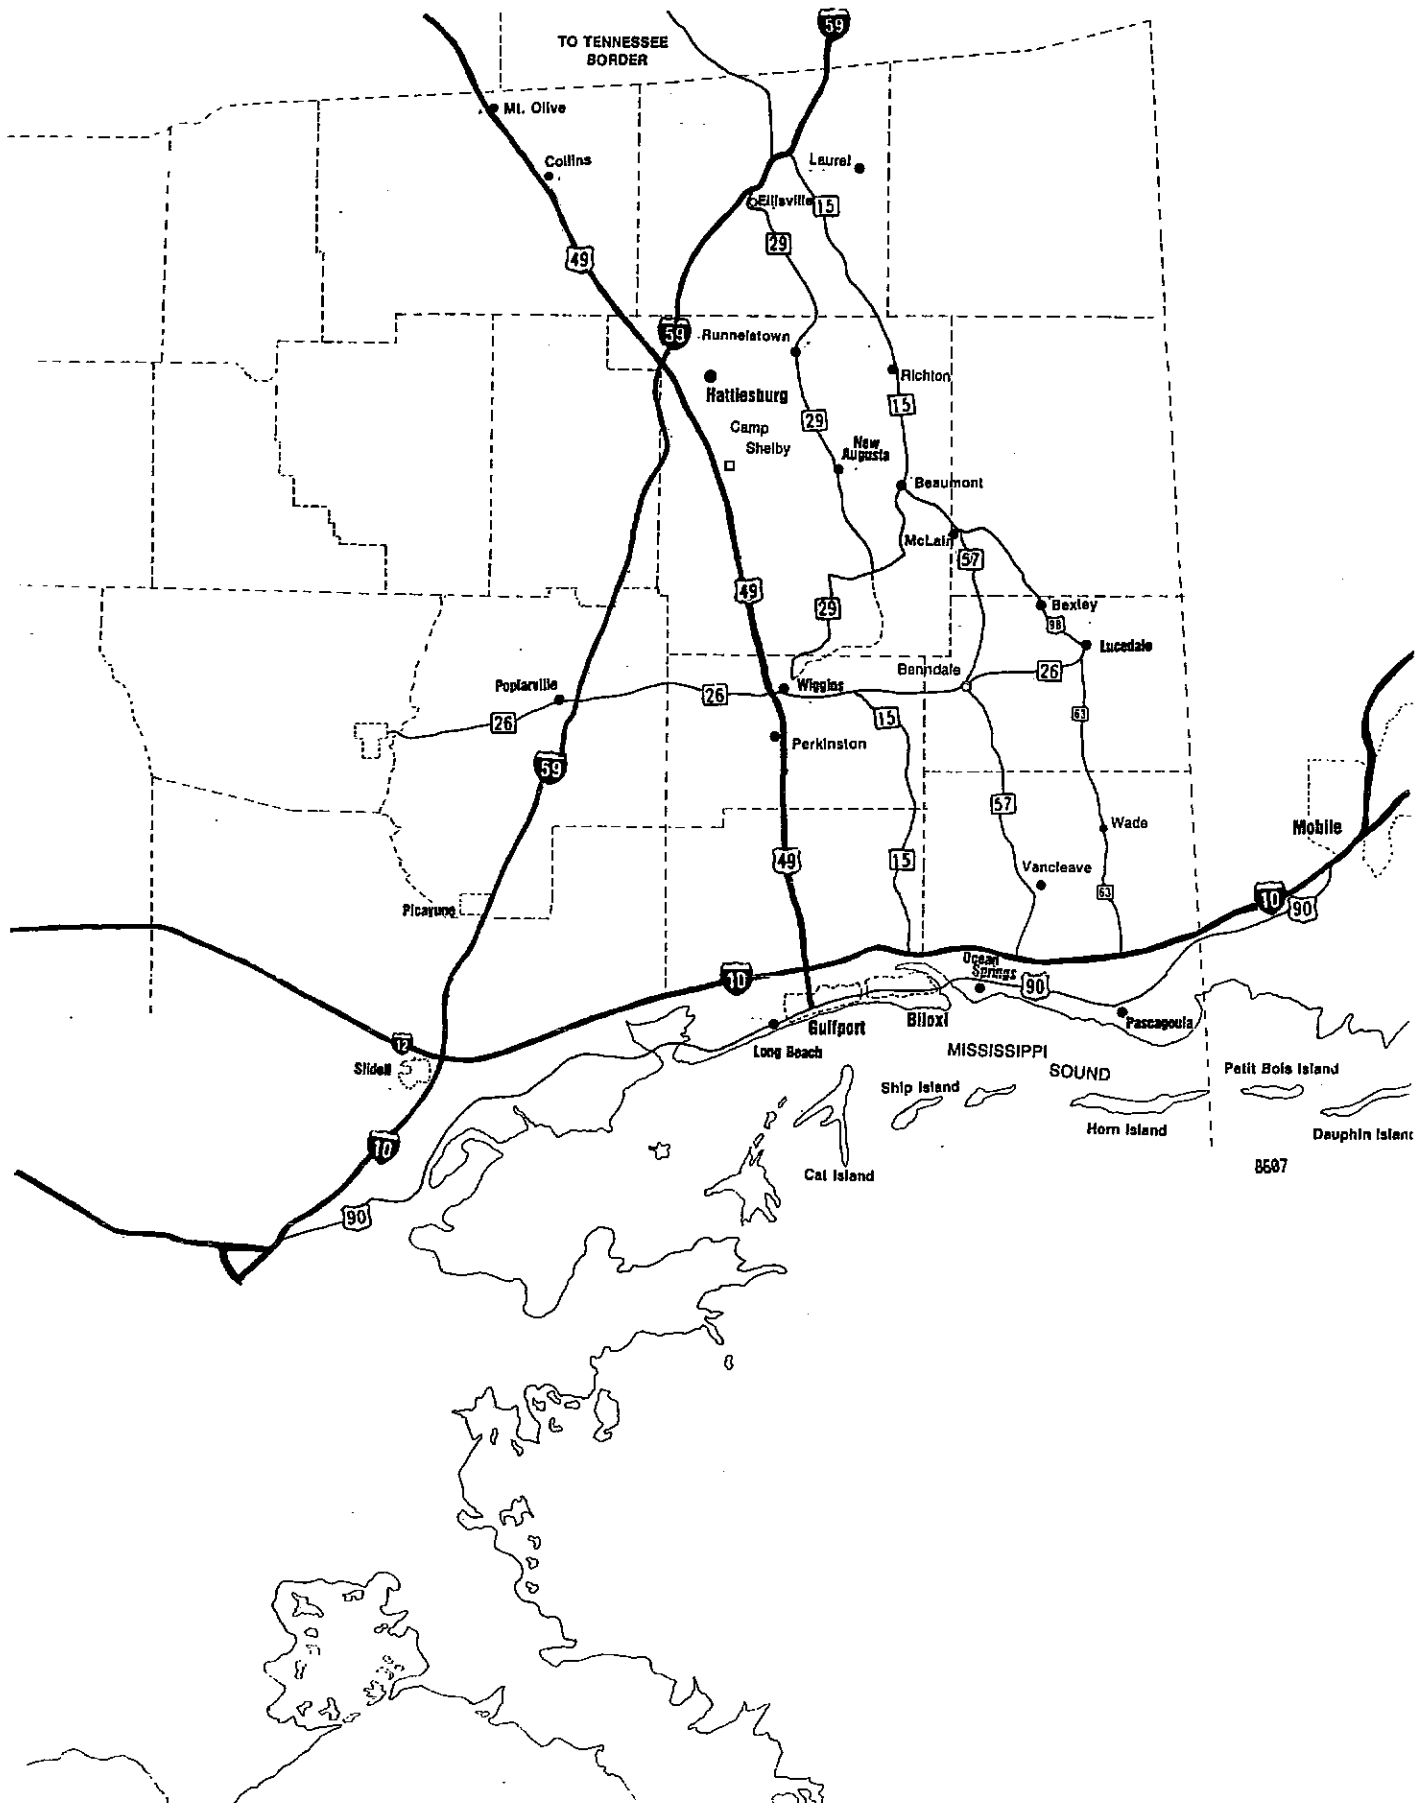 59
TO TENNESSEE
BORDER
Mt. Olive
Collins
Laurel
Ellisville
15
29
49
59
Runnelstown
Richton
Hattiesburg
15
29
Camp
Shelby
New
Augusta
Beaumont
McLain
57
49
29
Bexley
98
Lucedale
Benndale
26
Poplarville
26
Wiggins
26
15
63
Perkinston
59
57
Wade
Mobile
49
15
Vancleave
63
10
90
Picayune
Ocean
Springs
10
90
Gulfport
Biloxi
Pascagoula
12
Long Beach
MISSISSIPPI
SOUND
Slidell
Ship Island
Petit Bois Island
Horn Island
Dauphin Island
10
Cat Island
8607
90